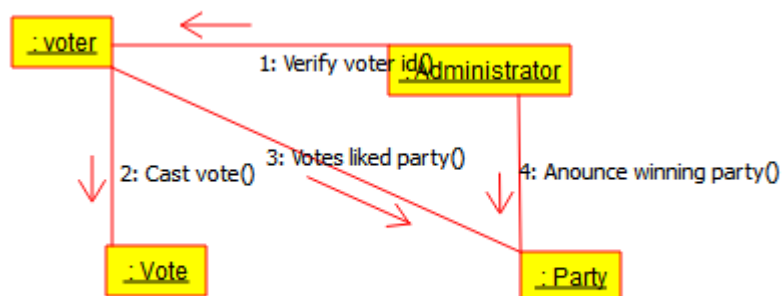 : voter
1: Verify voter id()
: Administrator
2: Cast vote()
3: Votes liked party()
4: Anounce winning party()
: Vote
: Party